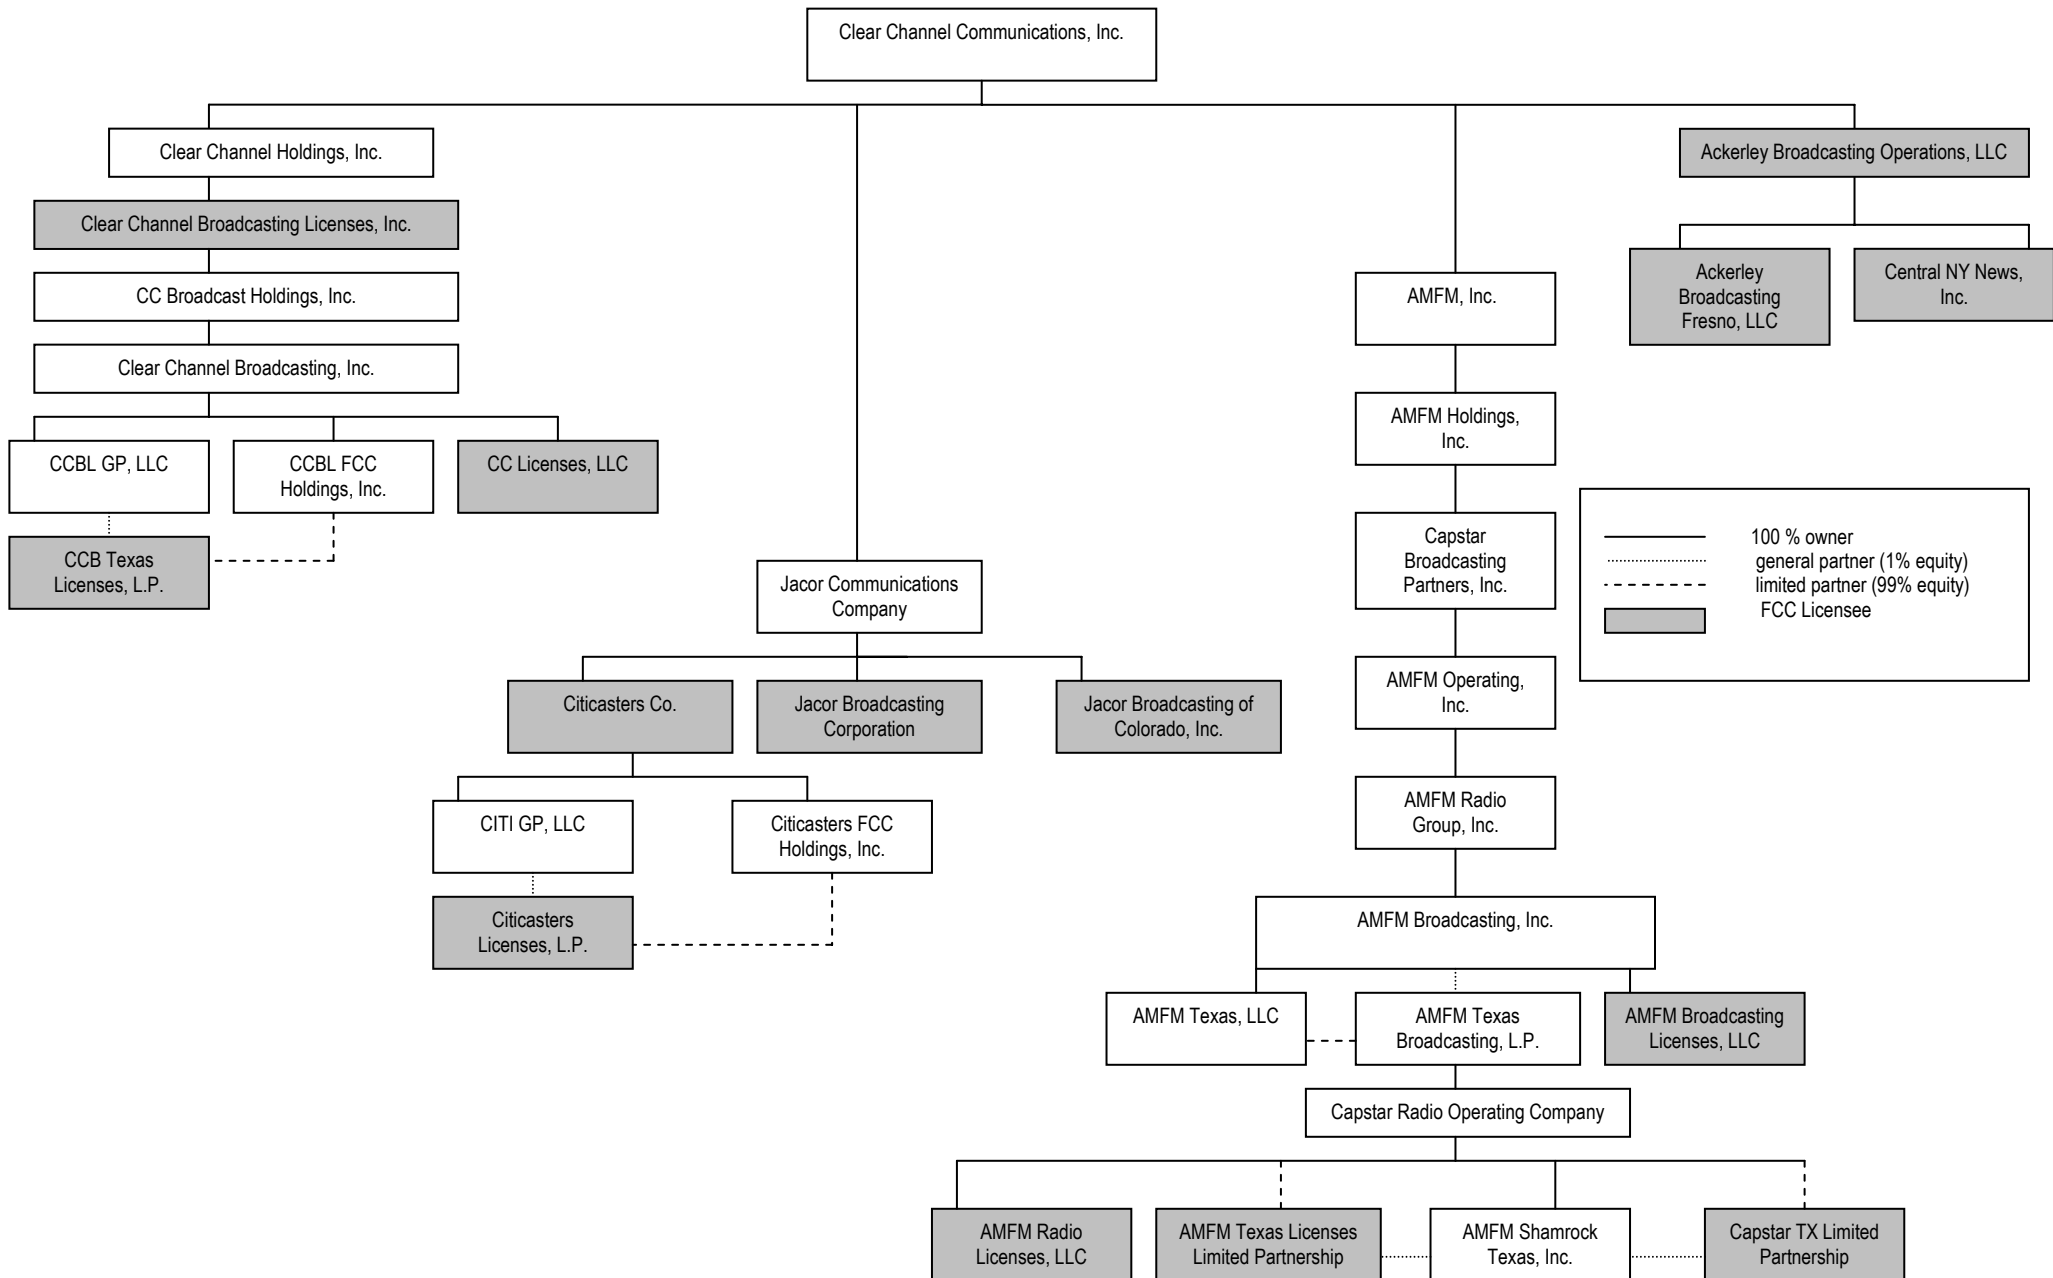 Clear Channel Communications, Inc.
Clear Channel Holdings, Inc.
Ackerley Broadcasting Operations, LLC
Clear Channel Broadcasting Licenses, Inc.
Ackerley
Broadcasting
Fresno, LLC
Central NY News,
Inc.
CC Broadcast Holdings, Inc.
AMFM, Inc.
Clear Channel Broadcasting, Inc.
AMFM Holdings,
Inc.
CCBL GP, LLC
CCBL FCC
Holdings, Inc.
CC Licenses, LLC
Capstar
Broadcasting
Partners, Inc.
100 % owner
general partner (1% equity)
limited partner (99% equity)
FCC Licensee
CCB Texas
Licenses, L.P.
Jacor Communications
Company
AMFM Operating,
Inc.
Citicasters Co.
Jacor Broadcasting
Corporation
Jacor Broadcasting of
Colorado, Inc.
AMFM Radio
Group, Inc.
CITI GP, LLC
Citicasters FCC
Holdings, Inc.
Citicasters
Licenses, L.P.
AMFM Broadcasting, Inc.
AMFM Texas, LLC
AMFM Texas
Broadcasting, L.P.
AMFM Broadcasting
Licenses, LLC
Capstar Radio Operating Company
AMFM Radio
Licenses, LLC
AMFM Texas Licenses
Limited Partnership
AMFM Shamrock
Texas, Inc.
Capstar TX Limited
Partnership